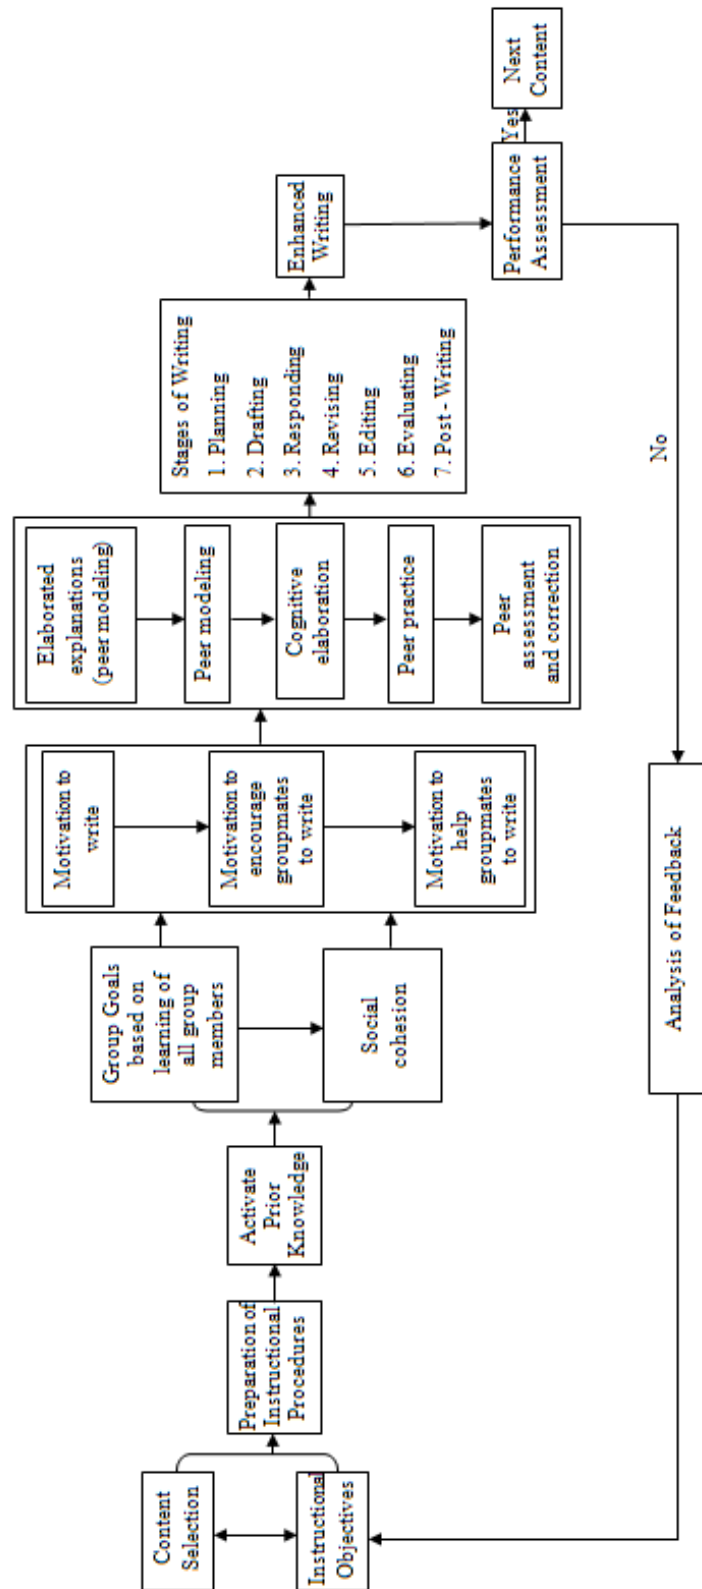 Content
Selection
Instructional
Objectives
Preparation of
Instructional
Procedures
Activate
Prior
Knowledge
Group Goals
based on
learning of
all group
members
Social
cohesion
Motivation to
write
Motivation to
encourage
groupmates
to write
Motivation to
help
groupmates
to write
Elaborated
explanations
(peer modeling)
Peer modeling
Cognitive
elaboration
Peer practice
Peer
assessment
and correction
Stages of Writing
1. Planning
2. Drafting
3. Responding
4. Revising
5. Editing
6. Evaluating
7. Post - Writing
Enhanced
Writing
Performance
Assessment
Yes
Next
Content
No
Analysis of Feedback